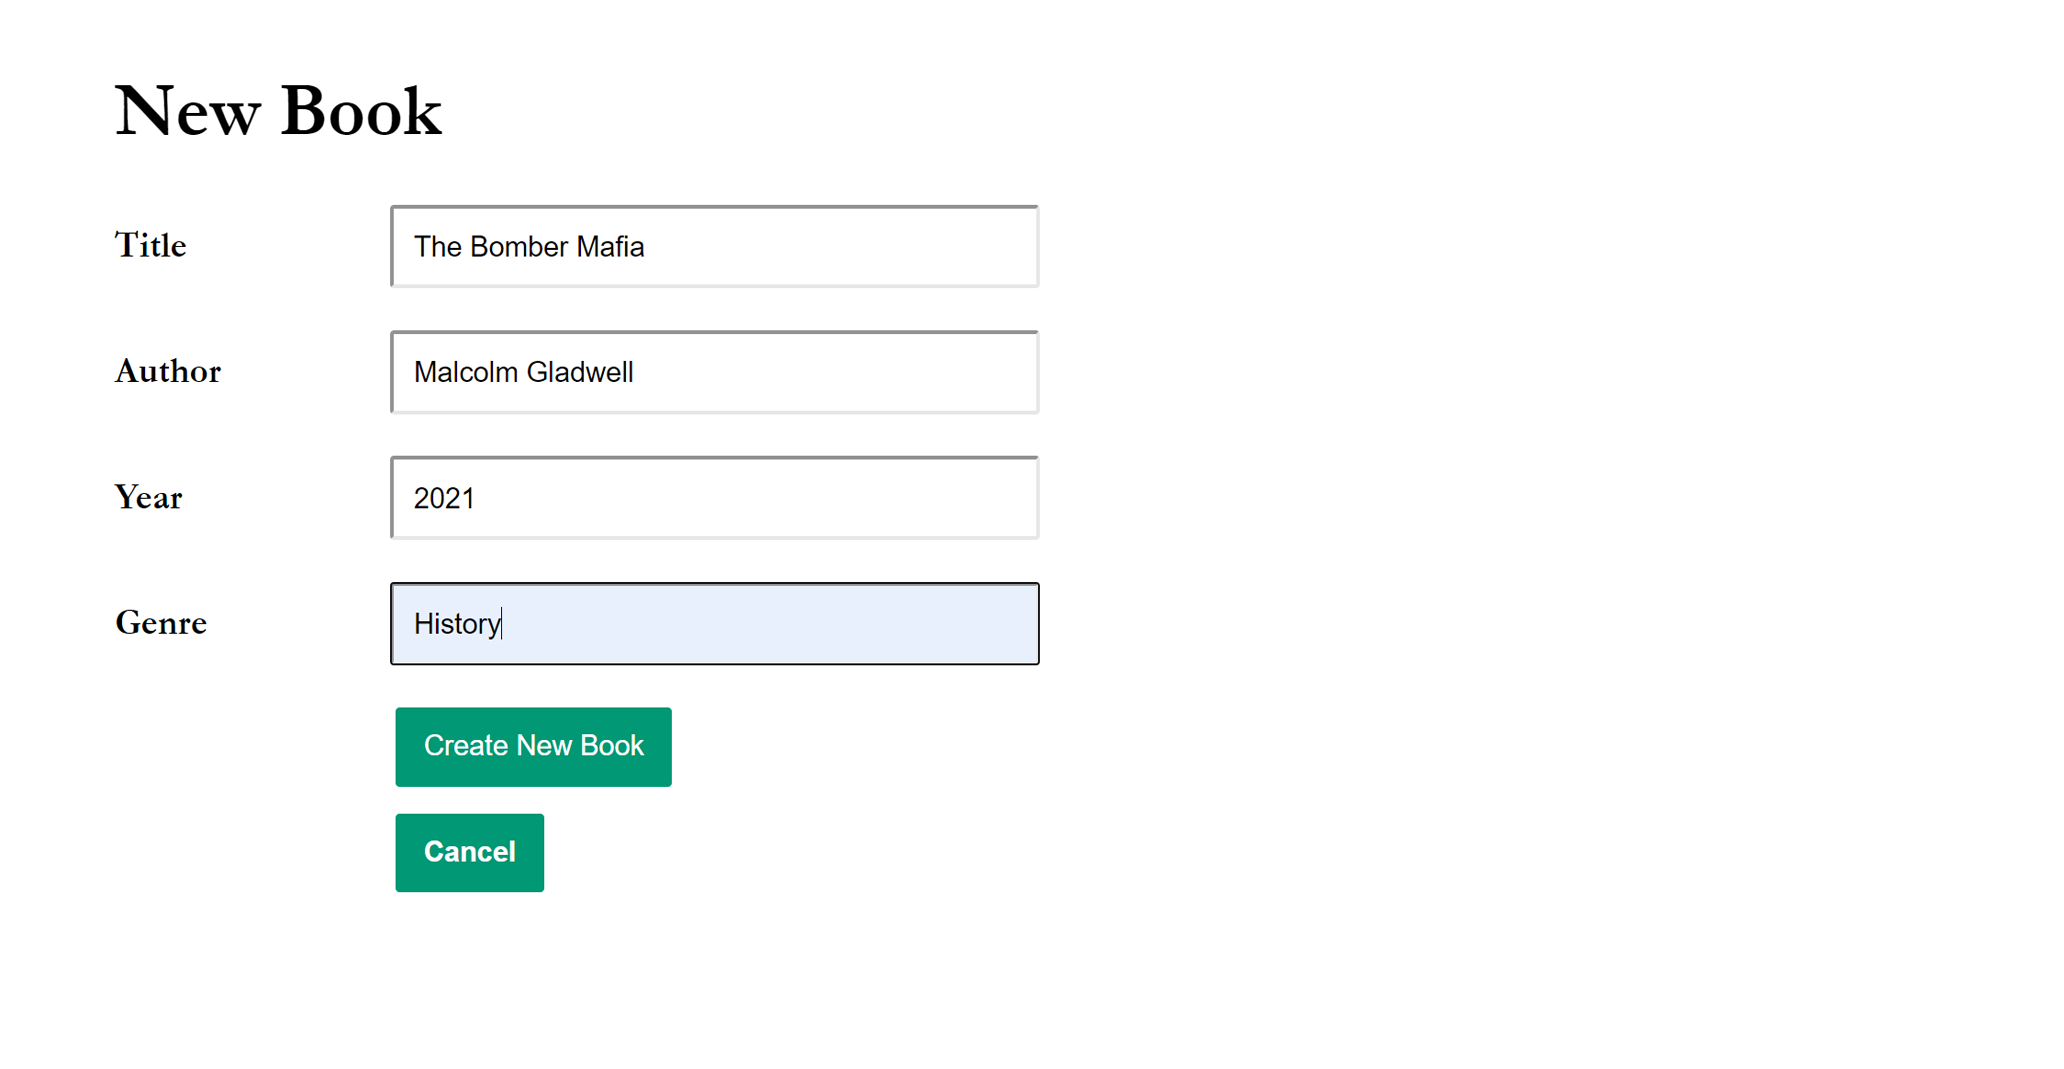 New Book
Title
The Bomber Mafia
Author
Malcolm Gladwell
Year
2021
Genre
History
Create New Book
Cancel